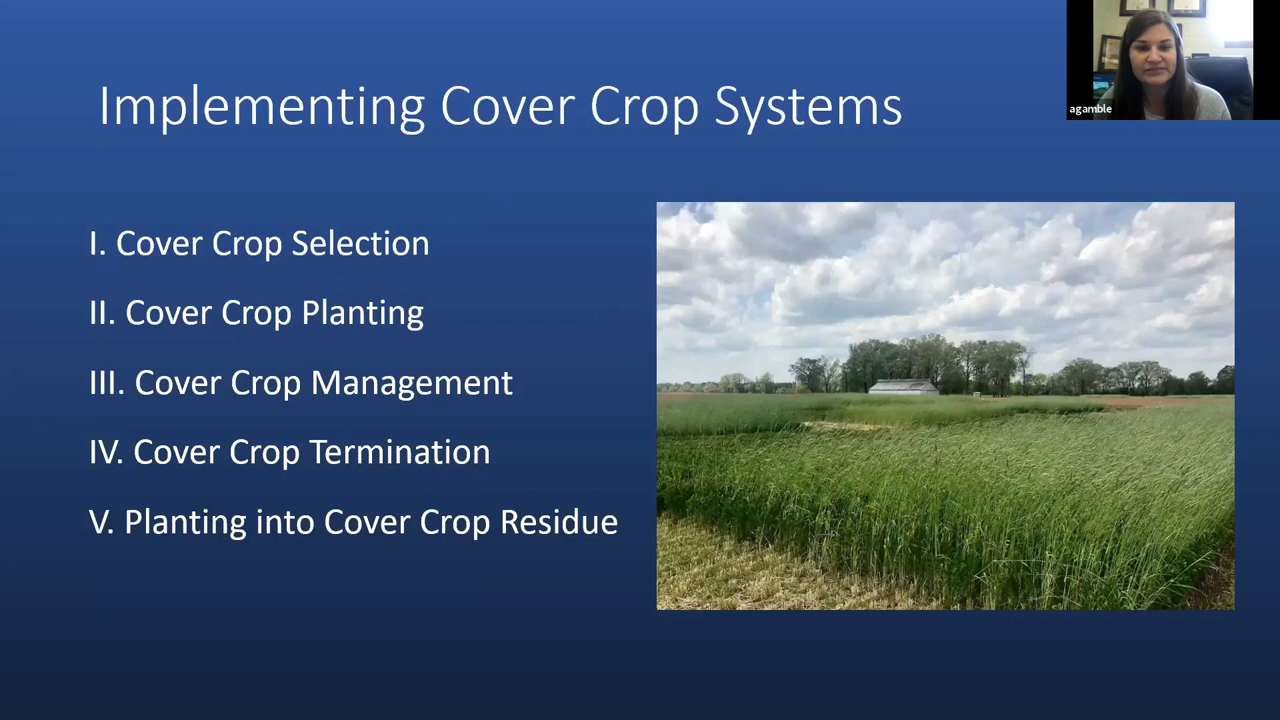 Implementing Cover Crop Systems
agamble
I. Cover Crop Selection
II. Cover Crop Planting
III. Cover Crop Management
IV. Cover Crop Termination
V. Planting into Cover Crop Residue